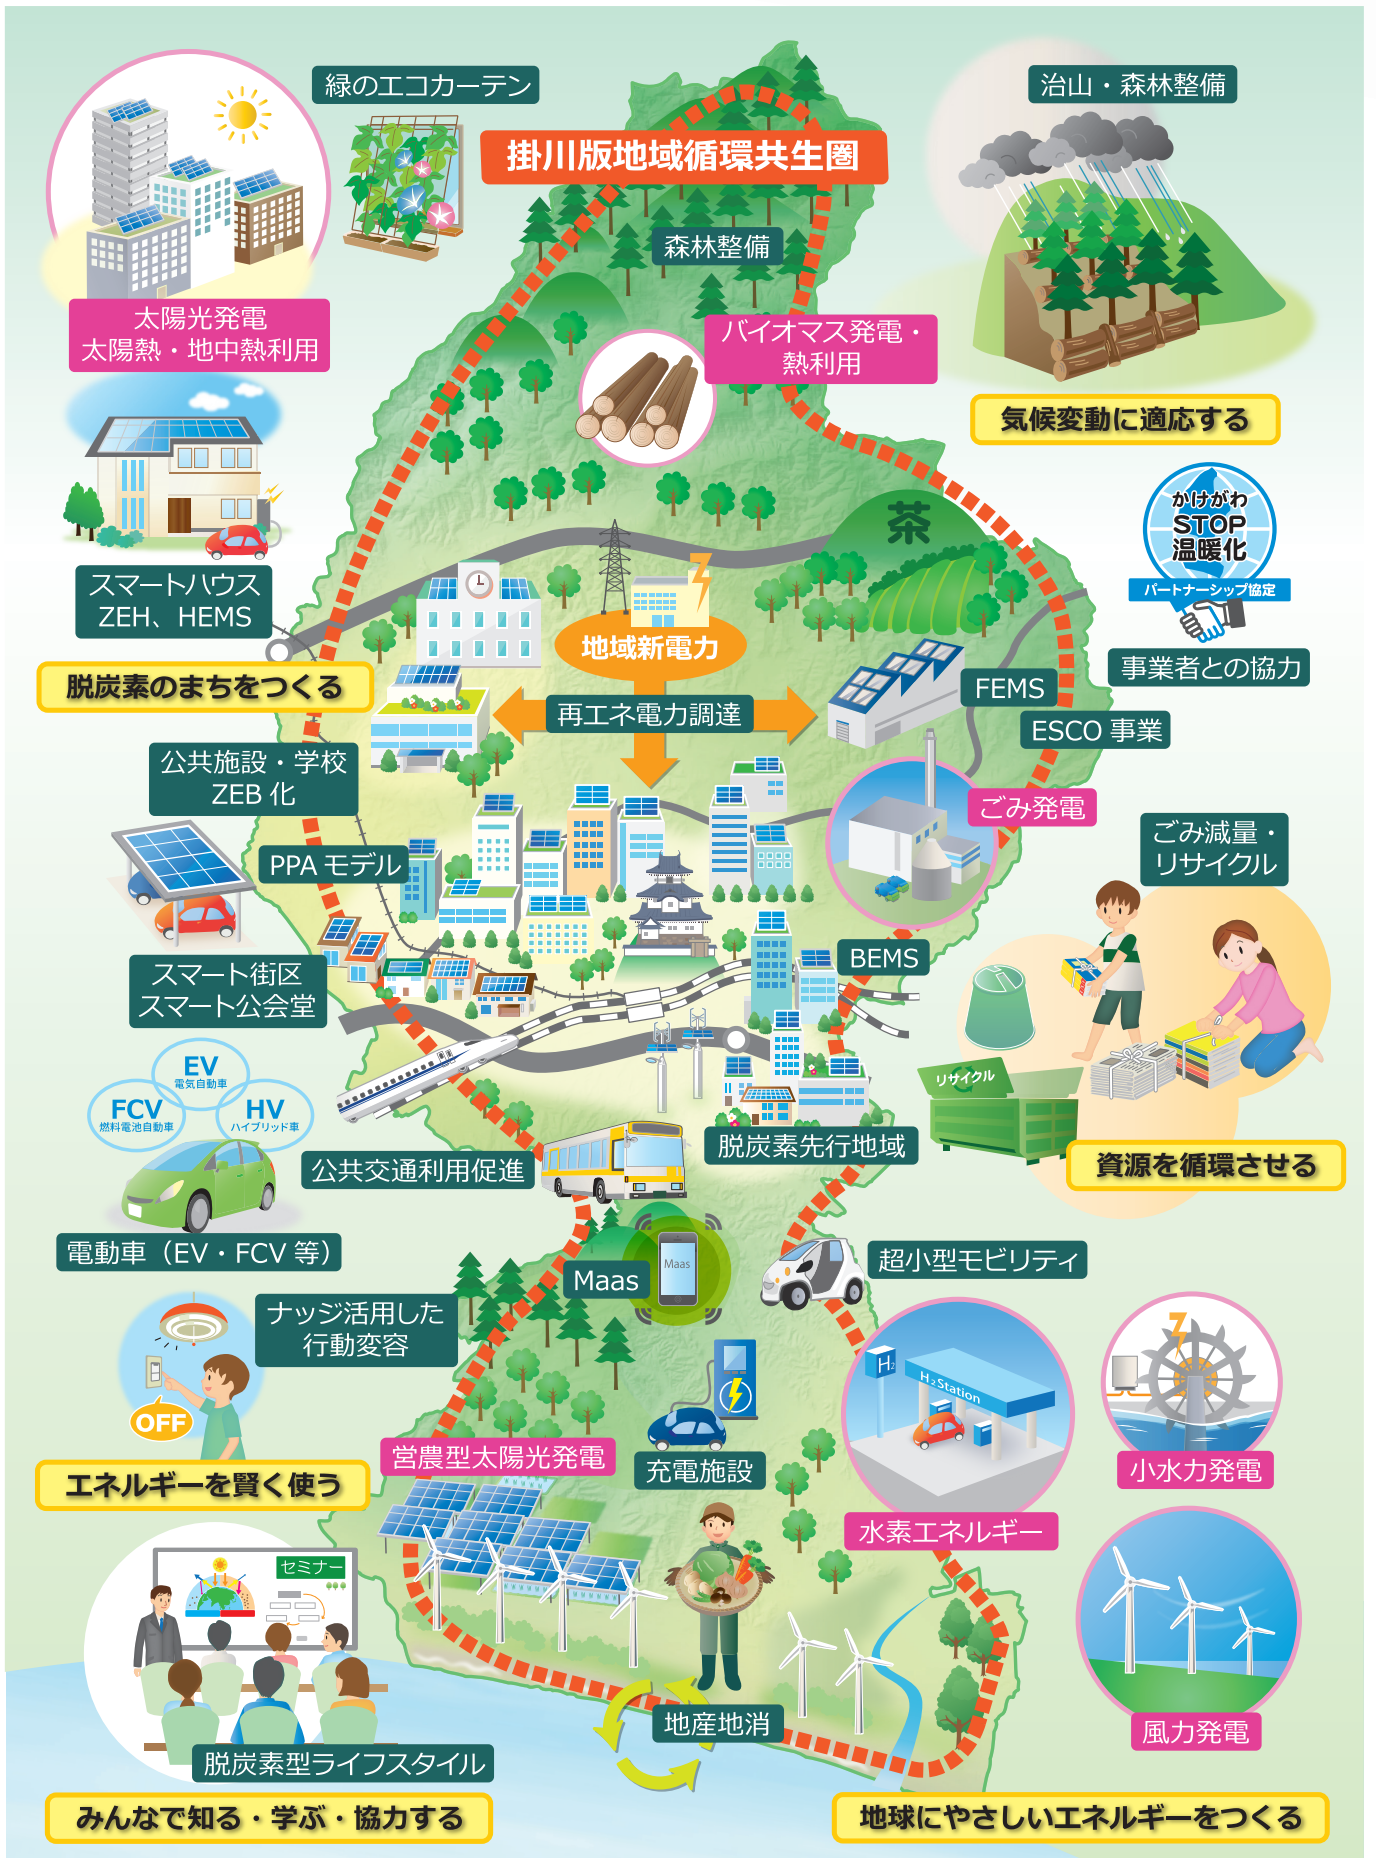 緑のエコカーテン
治山・森林整備
掛川版地域循環共生圏
森林整備
太陽光発電
太陽熱・地中熱利用
バイオマス発電・
熱利用
気候変動に適応する
かけがわ
STOP
温暖化
パートナーシップ協定
茶
スマートハウス
ZEH、HEMS
地域新電力
事業者との協力
脱炭素のまちをつくる
FEMS
再エネ電力調達
ESCO 事業
公共施設・学校
ZEB 化
ごみ発電
ごみ減量・
リサイクル
PPA モデル
BEMS
スマート街区
スマート公会堂
EV
電気自動車
FCV
燃料電池自動車
HV
ハイブリッド車
リサイクル
脱炭素先行地域
資源を循環させる
公共交通利用促進
電動車（EV・FCV 等）
Maas
Maas
超小型モビリティ
ナッジ活用した
行動変容
H2
H2 Station
OFF
営農型太陽光発電
充電施設
小水力発電
エネルギーを賢く使う
水素エネルギー
セミナー
地産地消
風力発電
脱炭素型ライフスタイル
みんなで知る・学ぶ・協力する
地球にやさしいエネルギーをつくる